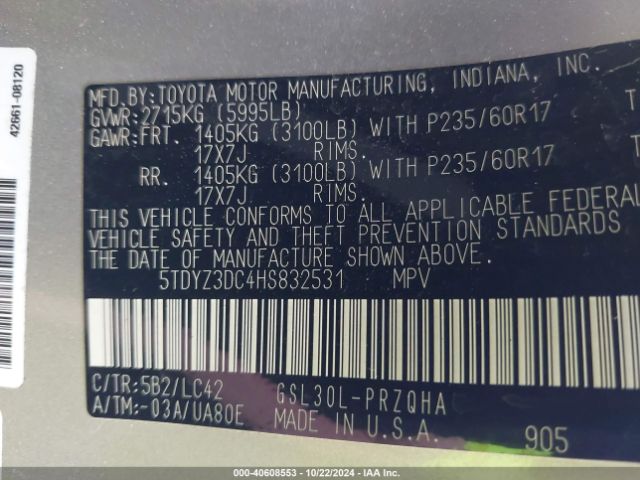 42661-08120
MFD.BY:TOYOTA MOTOR MANUFACTURING, INDIANA, INC.
GVWR:2715KG (5995LB)
GAWR:FRT. 1405KG (3100LB) WITH P235/60R17
17X7J RIMS.
RR. 1405KG (3100LB) WITH P235/60R17
17X7J RIMS.
THIS VEHICLE CONFORMS TO ALL APPLICABLE FEDERAL
VEHICLE SAFETY AND THEFT PREVENTION STANDARDS
THE DATE OF MANUFACTURE SHOWN ABOVE.
5TDYZ3DC4HS832531 MPV
C/TR:5B2/LC42 GSL30L-PRZQHA
A/TM:-03A/UA80E MADE IN U.S.A. 905
000-40608553 | 10/22/2024 - IAA